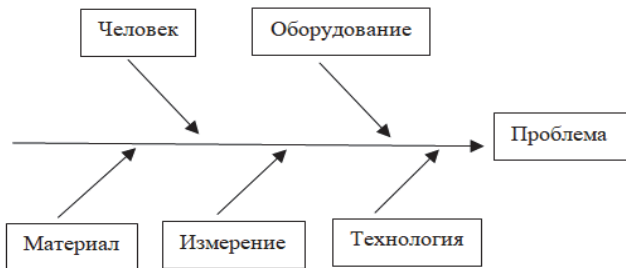 Человек
Оборудование
Проблема
Материал
Измерение
Технология